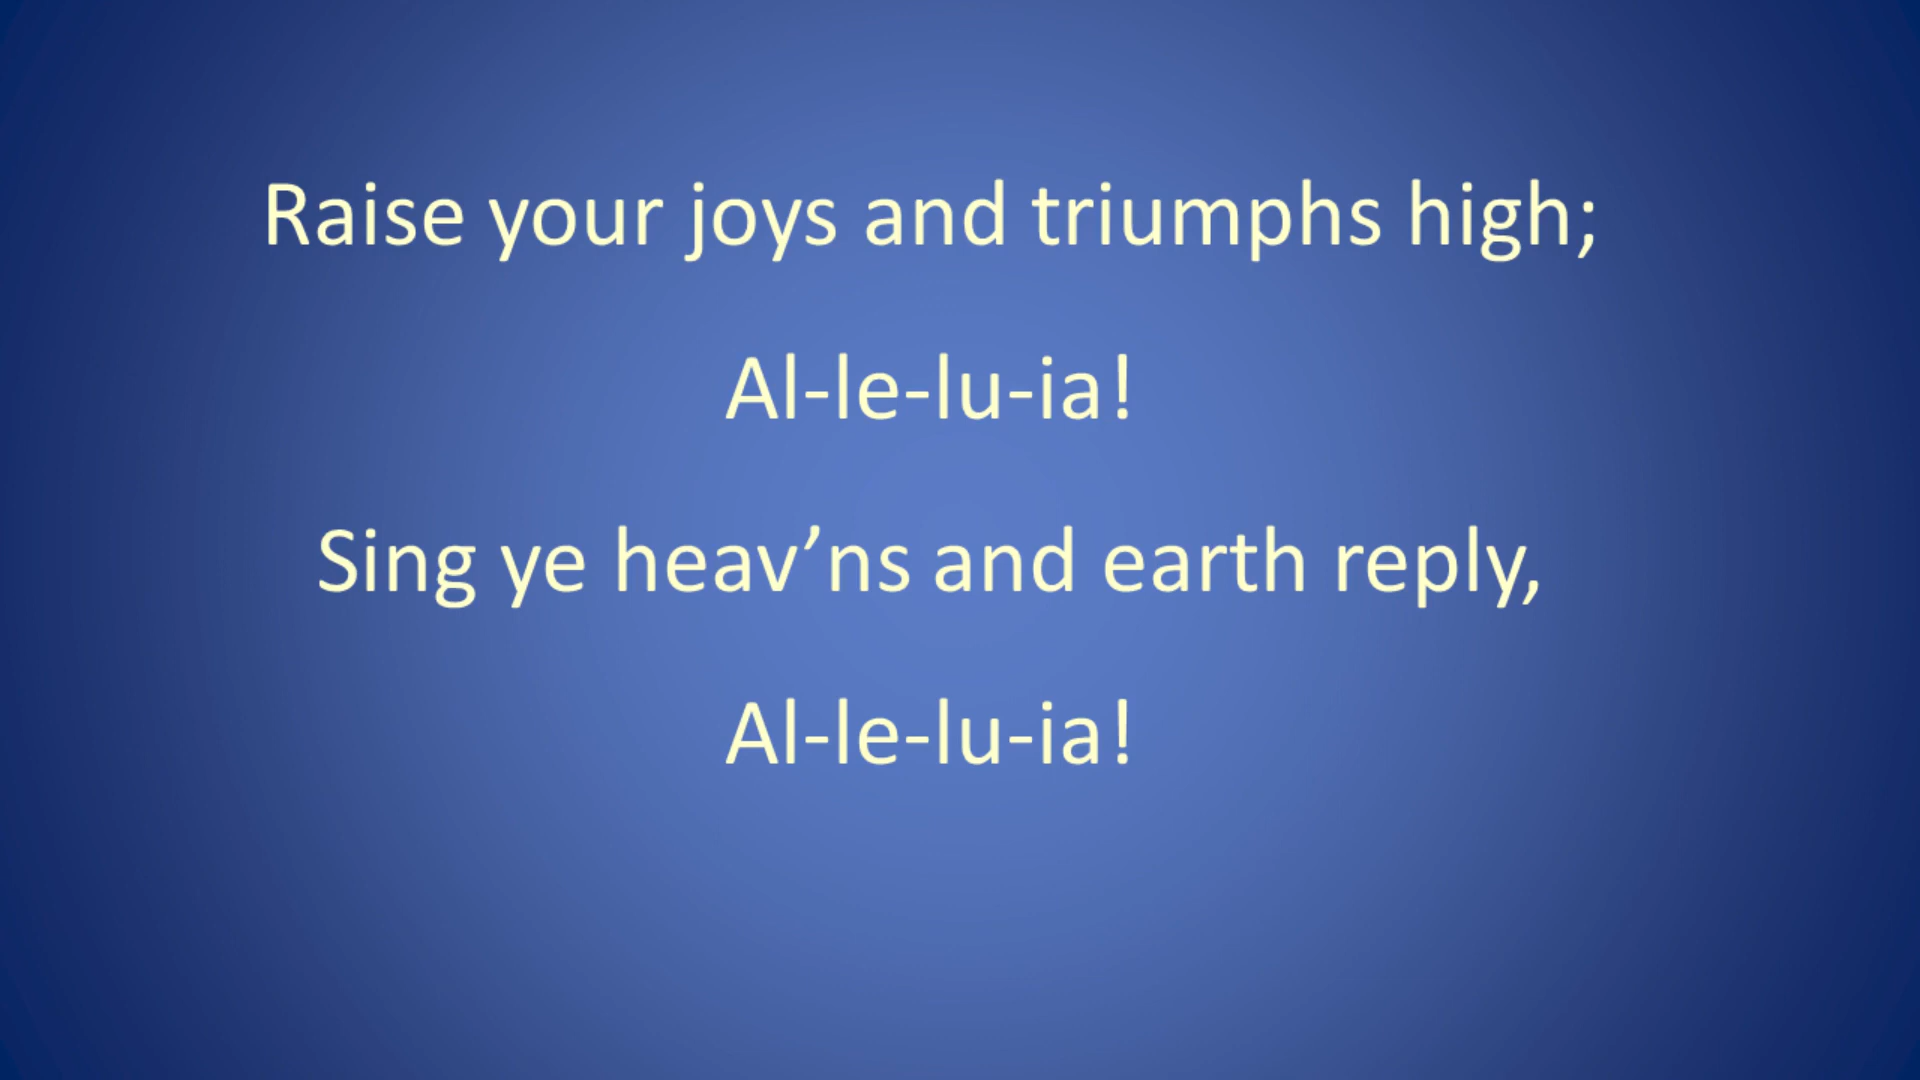 Raise your joys and triumphs high;
Al-le-lu-ia!
Sing ye heav’ns and earth reply,
Al-le-lu-ia!